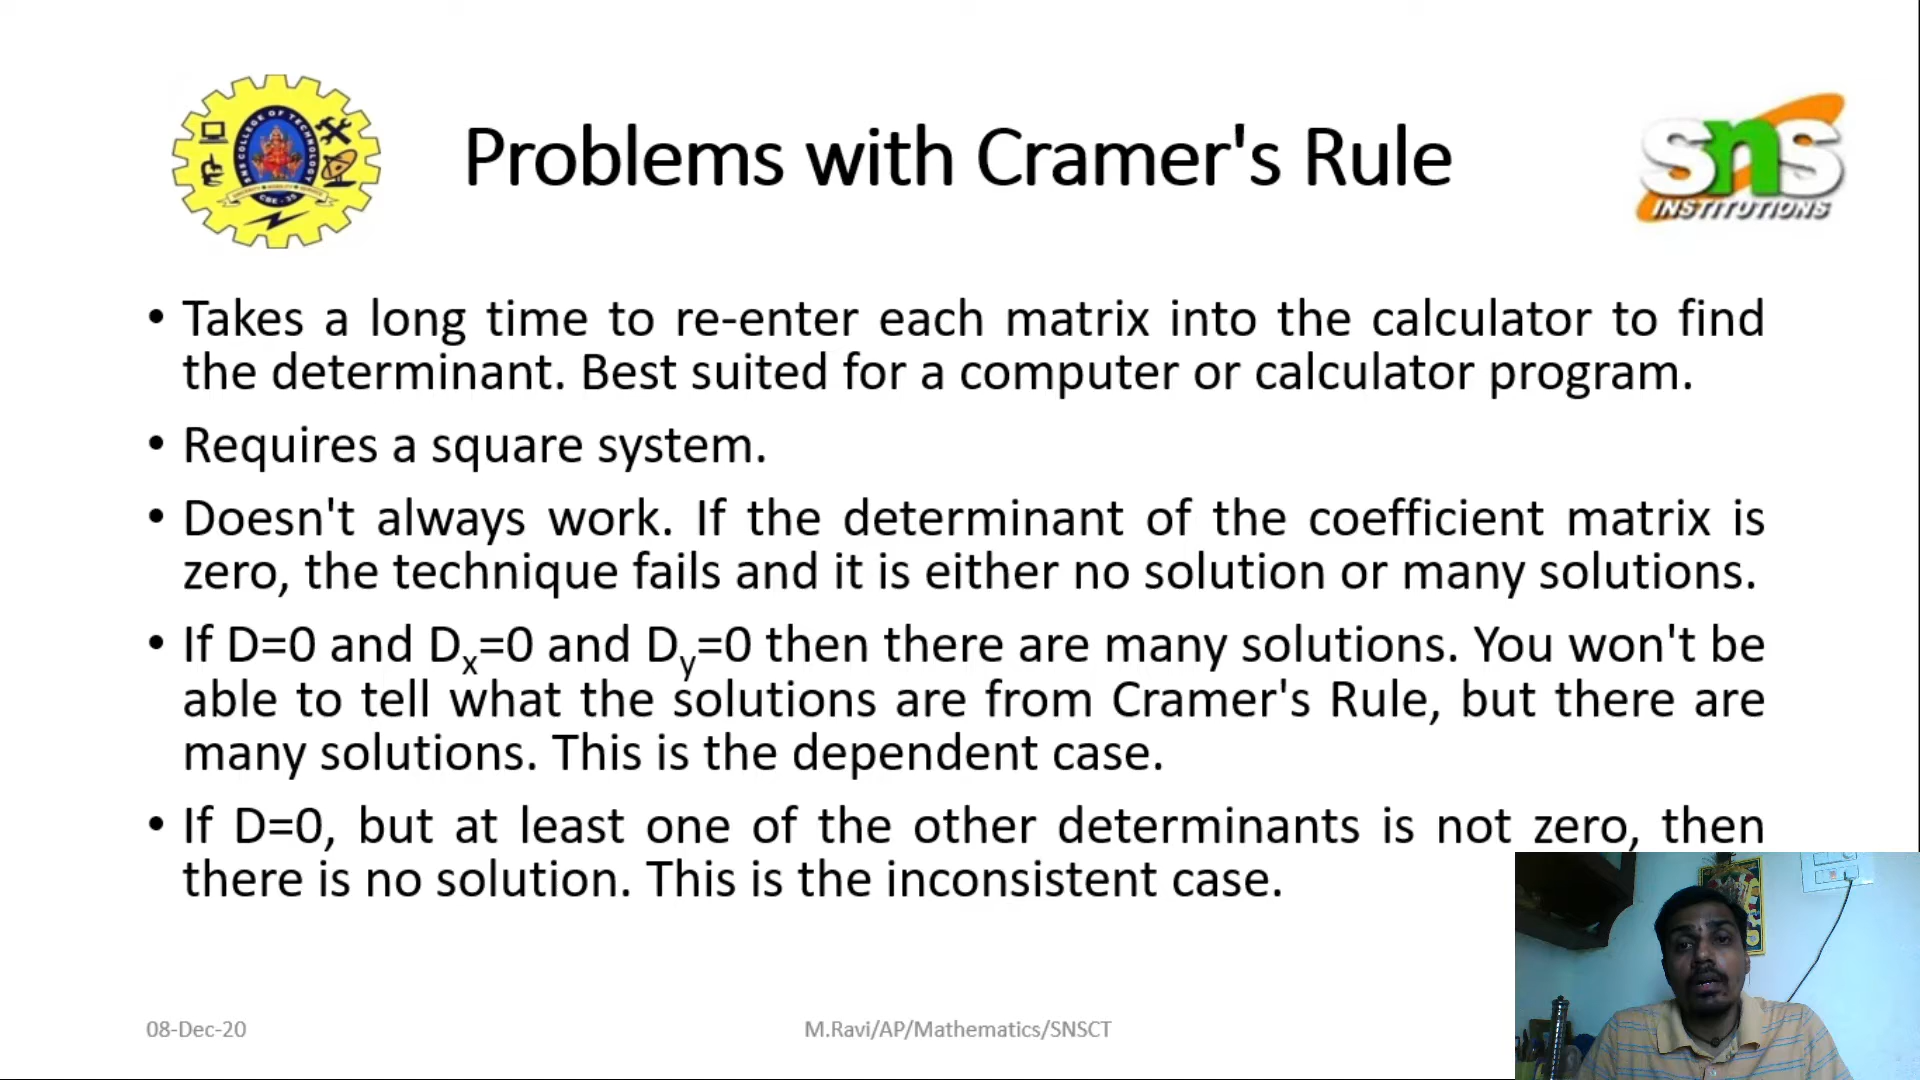 SNS COLLEGE OF TECHNOLOGY
CBE - 35
Problems with Cramer's Rule
sns
INSTITUTIONS
• Takes a long time to re-enter each matrix into the calculator to find
the determinant. Best suited for a computer or calculator program.
• Requires a square system.
• Doesn't always work. If the determinant of the coefficient matrix is
zero, the technique fails and it is either no solution or many solutions.
• If D=0 and Dx=0 and Dy=0 then there are many solutions. You won't be
able to tell what the solutions are from Cramer's Rule, but there are
many solutions. This is the dependent case.
• If D=0, but at least one of the other determinants is not zero, then
there is no solution. This is the inconsistent case.
08-Dec-20
M.Ravi/AP/Mathematics/SNSCT